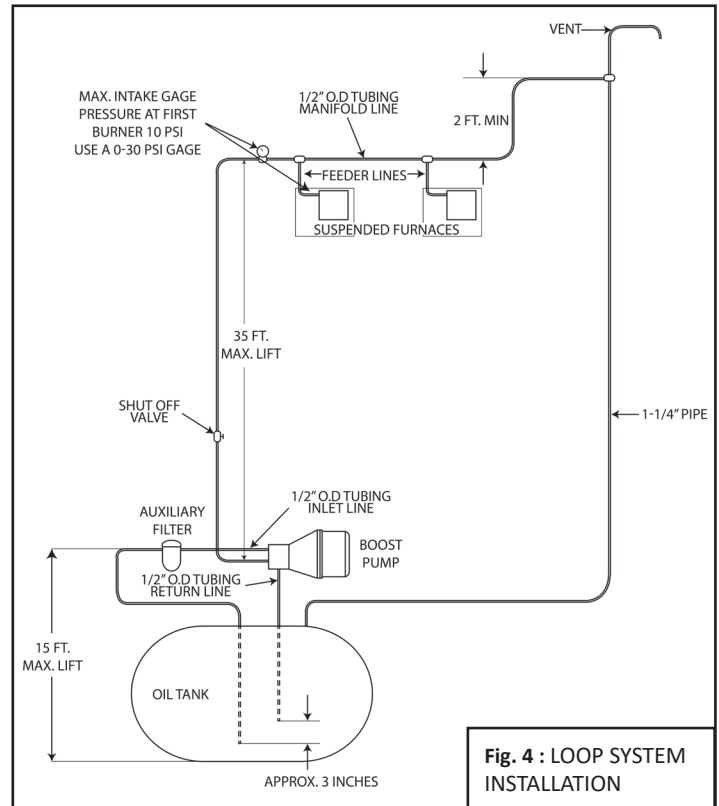 VENT
MAX. INTAKE GAGE
PRESSURE AT FIRST
BURNER 10 PSI
USE A 0-30 PSI GAGE
1/2" O.D TUBING
MANIFOLD LINE
2 FT. MIN
FEEDER LINES
SUSPENDED FURNACES
35 FT.
MAX. LIFT
SHUT OFF
VALVE
1-1/4" PIPE
AUXILIARY
FILTER
1/2" O.D TUBING
INLET LINE
BOOST
PUMP
1/2" O.D TUBING
RETURN LINE
15 FT.
MAX. LIFT
OIL TANK
APPROX. 3 INCHES
Fig. 4 : LOOP SYSTEM
INSTALLATION